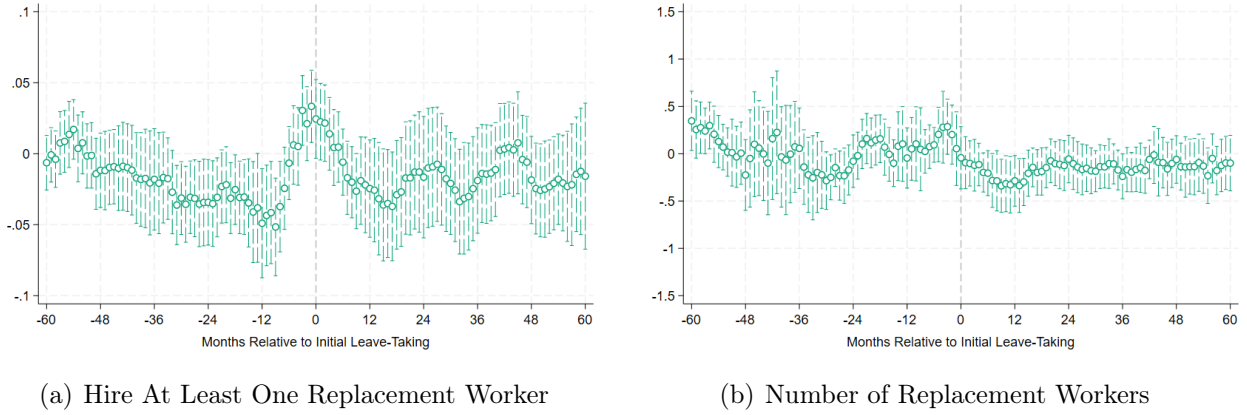 .1
.05
0
-.05
-.1
-60 -48 -36 -24 -12 0 12 24 36 48 60
Months Relative to Initial Leave-Taking
(a) Hire At Least One Replacement Worker
1.5
1
.5
0
-.5
-1
-1.5
-60 -48 -36 -24 -12 0 12 24 36 48 60
Months Relative to Initial Leave-Taking
(b) Number of Replacement Workers